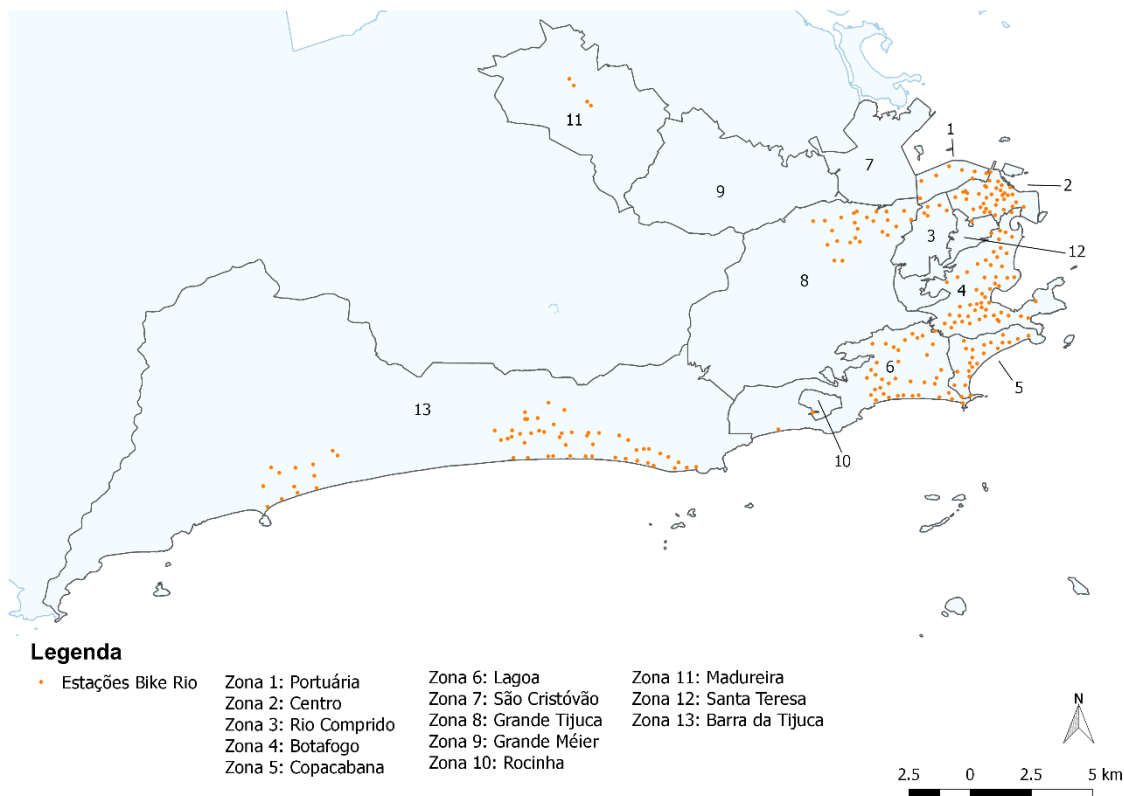 11
1
7
2
9
3
12
8
4
6
5
13
10
Legenda
Estações Bike Rio
Zona 1: Portuária
Zona 2: Centro
Zona 3: Rio Comprido
Zona 4: Botafogo
Zona 5: Copacabana
Zona 6: Lagoa
Zona 7: São Cristóvão
Zona 8: Grande Tijuca
Zona 9: Grande Méier
Zona 10: Rocinha
Zona 11: Madureira
Zona 12: Santa Teresa
Zona 13: Barra da Tijuca
N
2.5 0 2.5 5 km